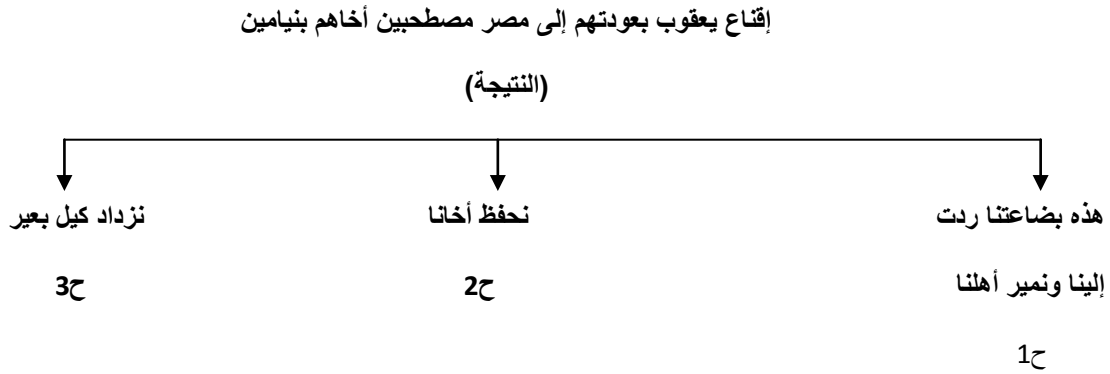 إقناع يعقوب بعودتهم إلى مصر مصطحبين أخاهم بنيامين
(النتيجة)
هذه بضاعتنا ردت
إلينا ونمير أهلنا
ح1
نحفظ أخانا
ح2
نزداد كيل بعير
ح3